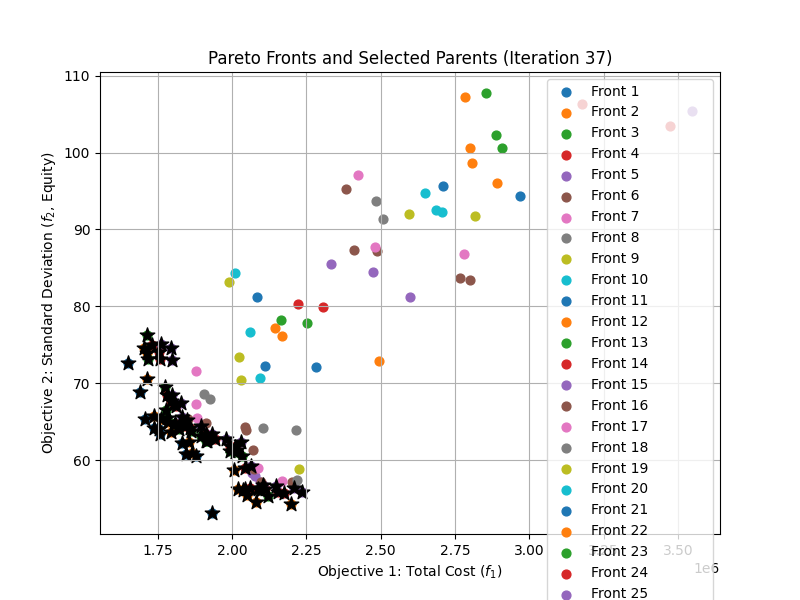 Pareto Fronts and Selected Parents (Iteration 37)
110
100
90
80
70
60
Objective 2: Standard Deviation (f2, Equity)
1.75
2.00
2.25
2.50
2.75
3.00
3.25
3.50
1e6
Objective 1: Total Cost (f1)
Front 1
Front 2
Front 3
Front 4
Front 5
Front 6
Front 7
Front 8
Front 9
Front 10
Front 11
Front 12
Front 13
Front 14
Front 15
Front 16
Front 17
Front 18
Front 19
Front 20
Front 21
Front 22
Front 23
Front 24
Front 25